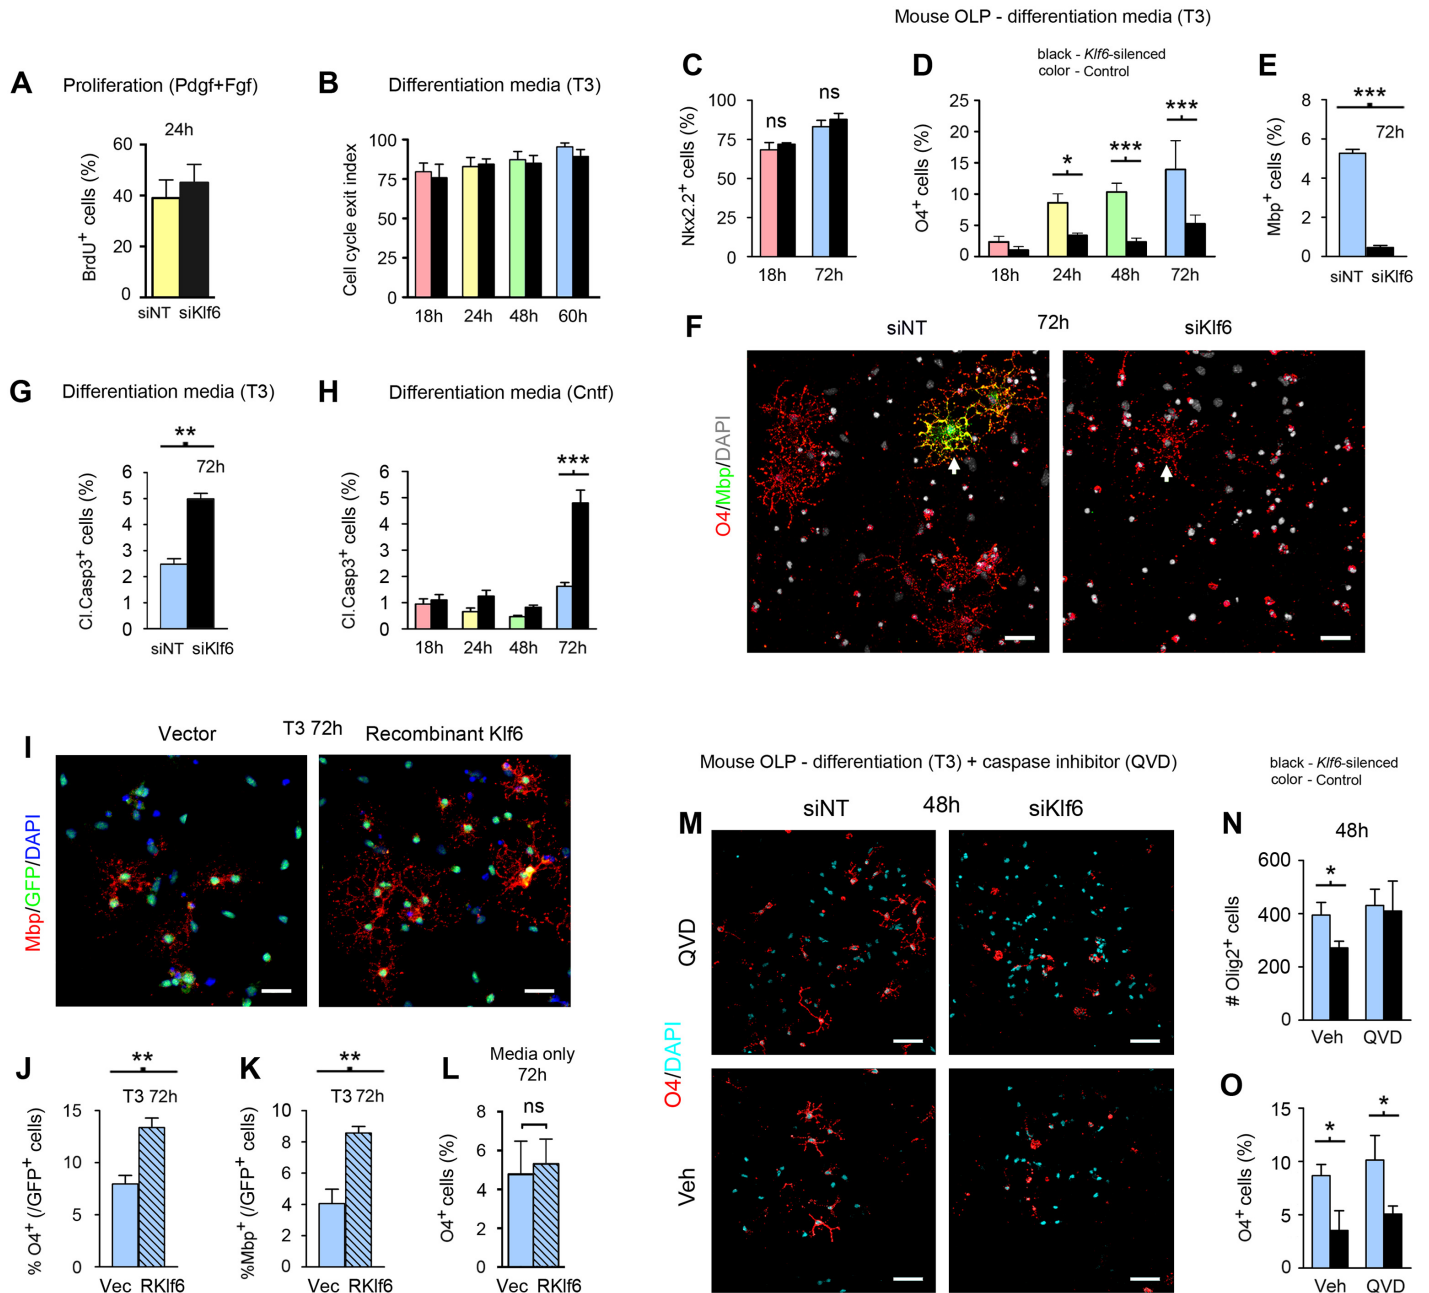 Mouse OLP - differentiation media (T3)
A
Proliferation (Pdgf+Fgf)
24h
BrdU+ cells (%)
60
40
20
0
siNT siKlf6
B
Differentiation media (T3)
Cell cycle exit index
100
75
50
25
0
18h 24h 48h 60h
C
Nkx2.2+ cells (%)
100
75
50
25
0
ns
ns
18h 72h
D
black - Klf6-silenced
color - Control
O4+ cells (%)
25
20
15
10
5
0
*
***
***
18h 24h 48h 72h
E
***
72h
Mbp+ cells (%)
8
6
4
2
0
siNT siKlf6
F
siNT 72h siKlf6
O4/Mbp/DAPI
G
Differentiation media (T3)
**
72h
Cl.Casp3+ cells (%)
6
5
4
3
2
1
0
siNT siKlf6
H
Differentiation media (Cntf)
***
Cl.Casp3+ cells (%)
6
5
4
3
2
1
0
18h 24h 48h 72h
I
Vector T3 72h Recombinant Klf6
Mbp/GFP/DAPI
J
**
T3 72h
% O4+ (/GFP+ cells)
15
10
5
0
Vec RKlf6
K
**
T3 72h
%Mbp+ (/GFP+ cells)
10
8
6
4
2
0
Vec RKlf6
L
Media only
72h
ns
O4+ cells (%)
8
6
4
2
0
Vec RKlf6
Mouse OLP - differentiation (T3) + caspase inhibitor (QVD)
black - Klf6-silenced
color - Control
M
siNT 48h siKlf6
QVD
Veh
O4/DAPI
N
48h
*
# Olig2+ cells
600
400
200
0
Veh QVD
O
*
*
O4+ cells (%)
15
10
5
0
Veh QVD